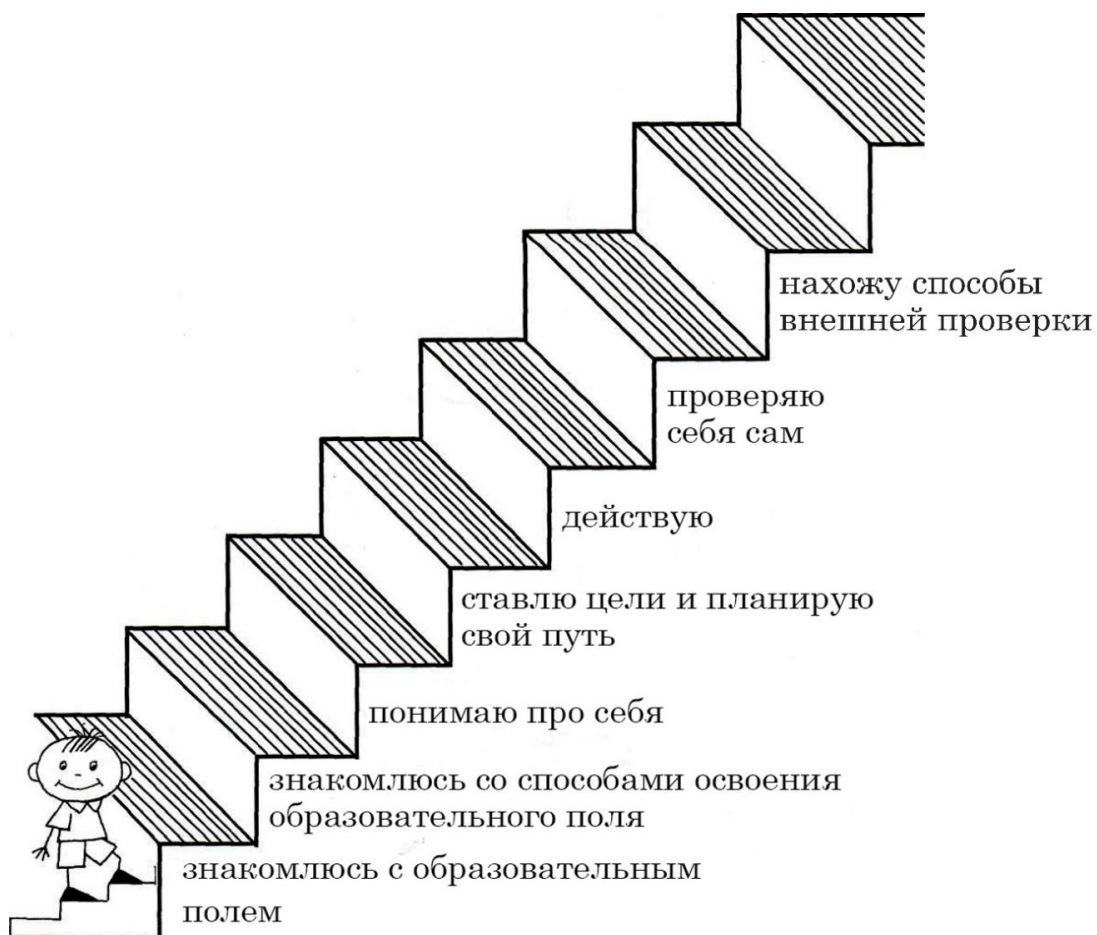 нахожу способы
внешней проверки
проверяю
себя сам
действую
ставлю цели и планирую
свой путь
понимаю про себя
знакомлюсь со способами освоения
образовательного поля
знакомлюсь с образовательным
полем